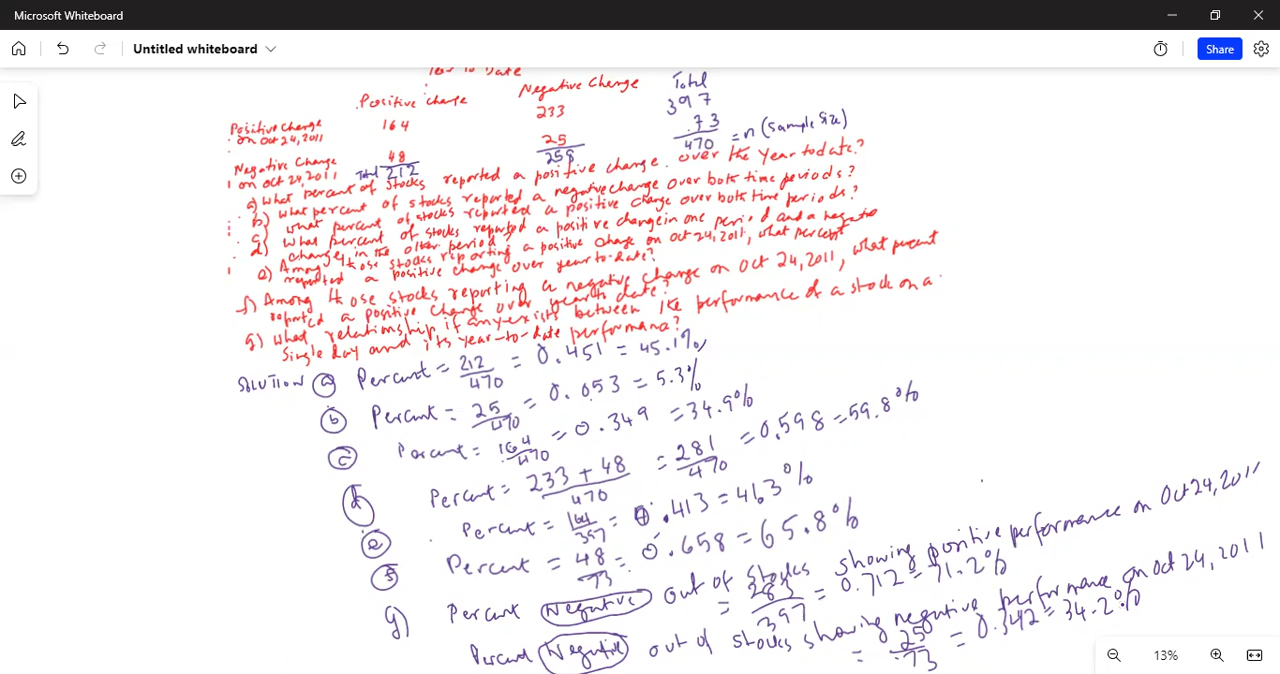 Microsoft Whiteboard
Untitled whiteboard
Share
Year to Date
Positive change Negative Change Total
Positive Change on Oct 24, 2011 164 233 397
Negative Change on Oct 24, 2011 48 25 73
Total 212 258 470 = n (Sample Size)
a) What percent of stocks reported a positive change over the year to date?
b) What percent of stocks reported a negative change over both time periods?
c) what percent of stocks reported a positive change over both time periods?
d) What percent of stocks reported a positive change in one period and a negative
change in the other period?
e) Among those stocks reporting a positive change on Oct 24, 2011, what percent
reported a positive change over year to date?
f) Among those stocks reporting a negative change on Oct 24, 2011, what percent
reported a positive change over year to date?
g) What relationship, if any exists between the performance of a stock on a
single day and its year-to-date performance?
SOLUTION (a) Percent = 212/470 = 0.451 = 45.1%
(b) Percent = 25/470 = 0.053 = 5.3%
(c) Percent = 164/470 = 0.349 = 34.9%
(d) Percent = 233 + 48/470 = 281/470 = 0.598 = 59.8%
(e) Percent = 164/397 = 0.413 = 41.3%
(f) Percent = 48/73 = 0.658 = 65.8%
g) Percent Negative out of stocks showing positive performance on Oct 24, 2011
= 283/397 = 0.712 = 71.2%
Percent Negative out of stocks showing negative performance on Oct 24, 2011
= 25/73 = 0.342 = 34.2%
13%